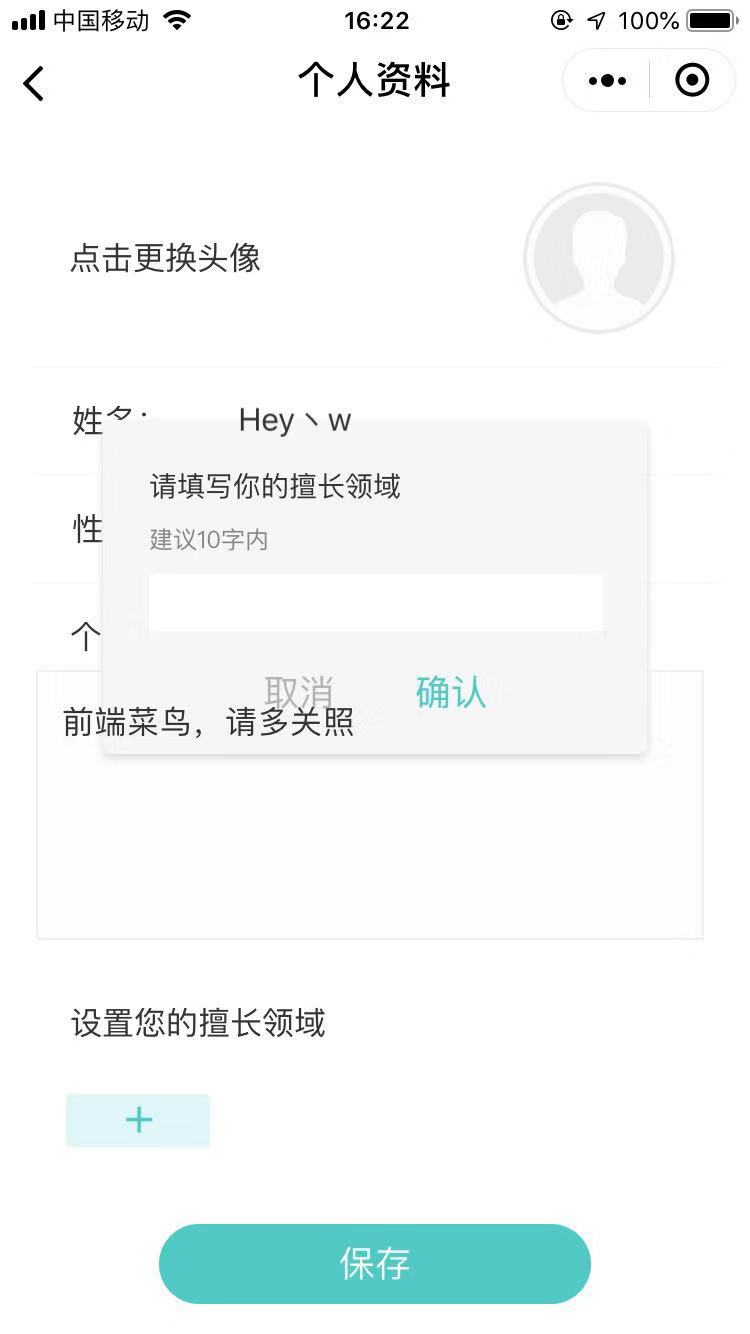 中国移动 16:22 100%
个人资料
点击更换头像
姓名: Hey丶w
请填写你的擅长领域
性
建议10字内
个
取消 确认
前端菜鸟，请多关照
设置您的擅长领域
+
保存